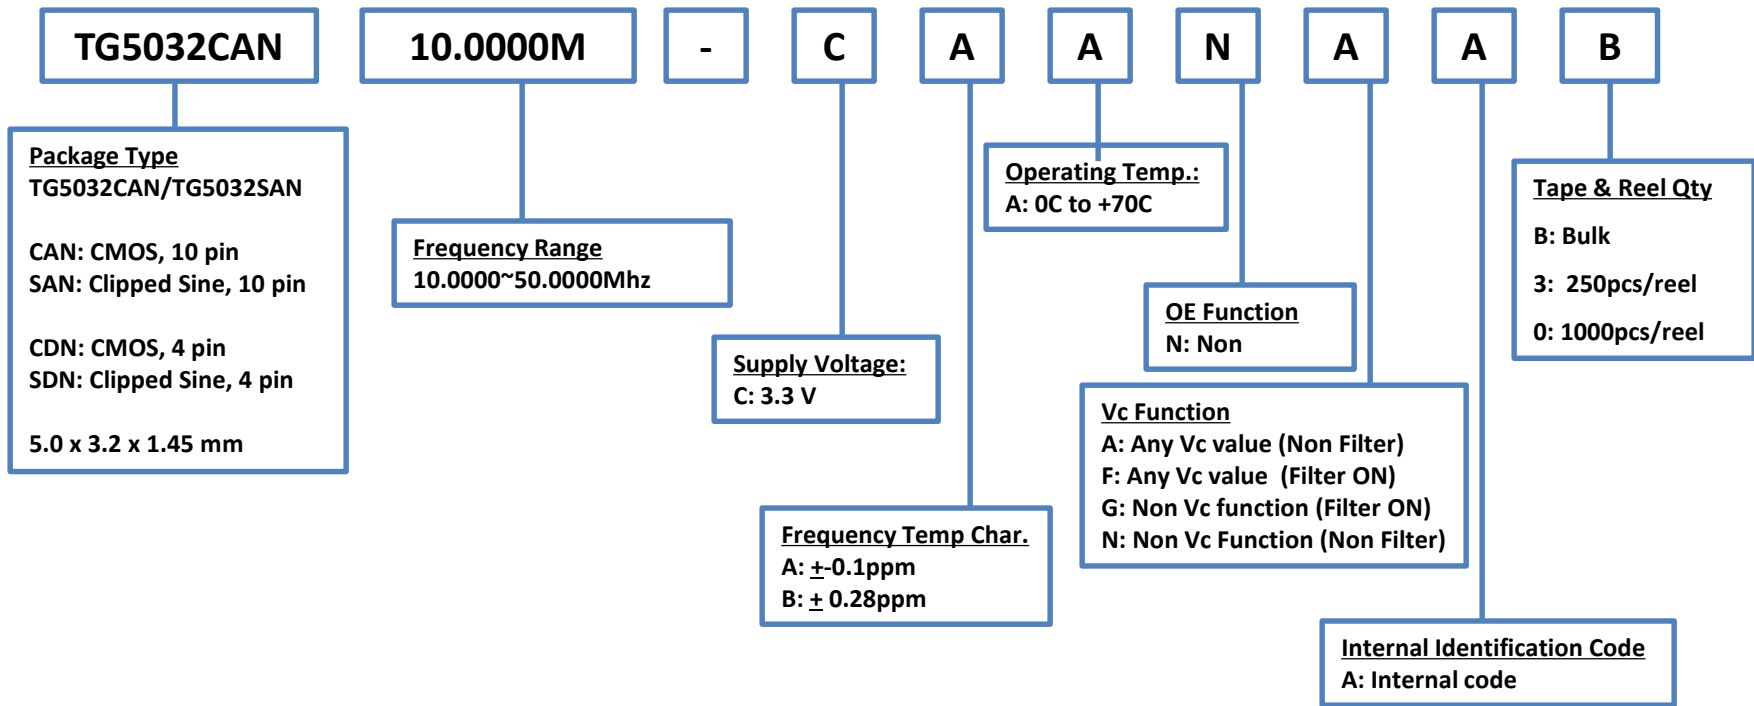 TG5032CAN 10.0000M - C A A N A A B
Package Type
TG5032CAN/TG5032SAN
CAN: CMOS, 10 pin
SAN: Clipped Sine, 10 pin
CDN: CMOS, 4 pin
SDN: Clipped Sine, 4 pin
5.0 x 3.2 x 1.45 mm
Frequency Range
10.0000~50.0000Mhz
Supply Voltage:
C: 3.3 V
Frequency Temp Char.
A: +-0.1ppm
B: + 0.28ppm
Operating Temp.:
A: 0C to +70C
OE Function
N: Non
Vc Function
A: Any Vc value (Non Filter)
F: Any Vc value  (Filter ON)
G: Non Vc function (Filter ON)
N: Non Vc Function (Non Filter)
Internal Identification Code
A: Internal code
Tape & Reel Qty
B: Bulk
3:  250pcs/reel
0: 1000pcs/reel